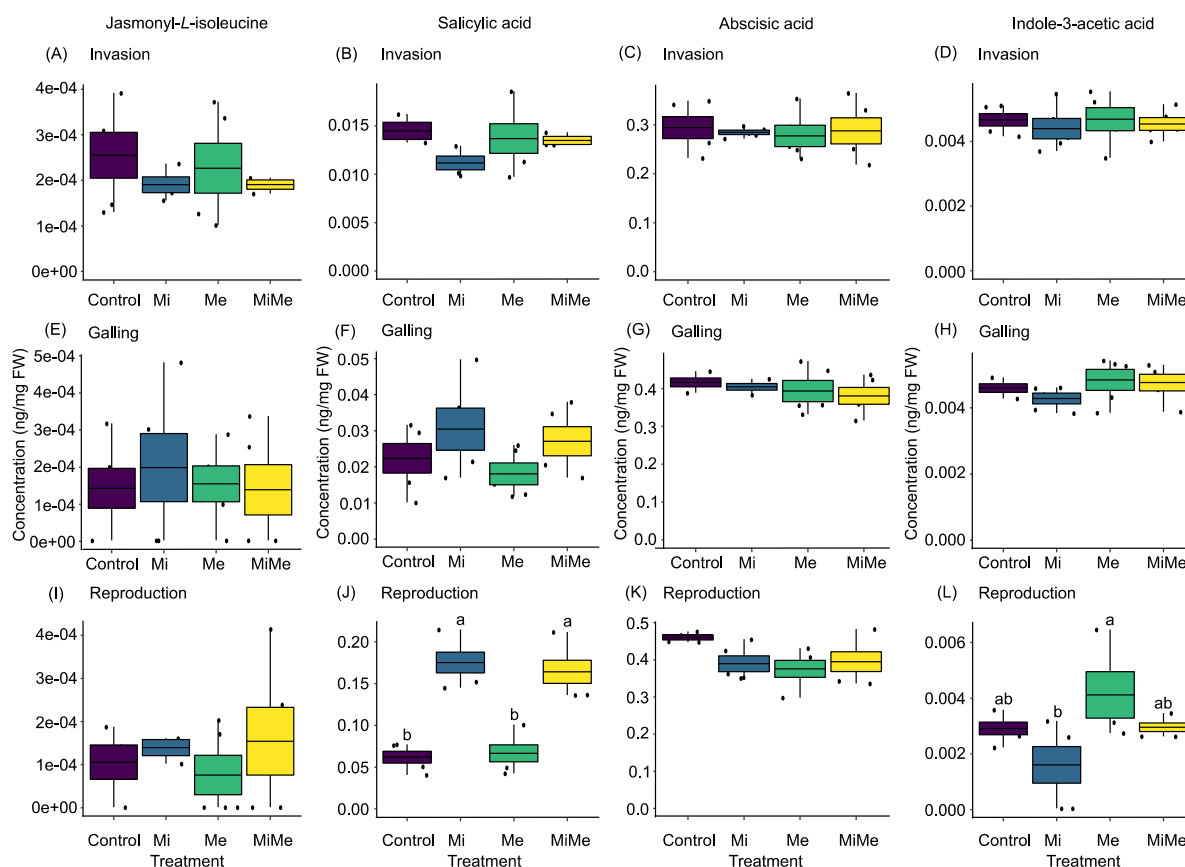 Jasmonyl-L-isoleucine
Salicylic acid
Abscisic acid
Indole-3-acetic acid
(A) Invasion
4e-04
3e-04
2e-04
1e-04
0e+00
Control Mi Me MiMe
(B) Invasion
0.015
0.010
0.005
0.000
Control Mi Me MiMe
(C) Invasion
0.3
0.2
0.1
0.0
Control Mi Me MiMe
(D) Invasion
0.004
0.002
0.000
Control Mi Me MiMe
Concentration (ng/mg FW)
(E) Galling
5e-04
4e-04
3e-04
2e-04
1e-04
0e+00
Control Mi Me MiMe
Concentration (ng/mg FW)
(F) Galling
0.05
0.04
0.03
0.02
0.01
0.00
Control Mi Me MiMe
Concentration (ng/mg FW)
(G) Galling
0.4
0.2
0.0
Control Mi Me MiMe
Concentration (ng/mg FW)
(H) Galling
0.004
0.002
0.000
Control Mi Me MiMe
(I) Reproduction
4e-04
3e-04
2e-04
1e-04
0e+00
Control Mi Me MiMe
Treatment
(J) Reproduction
0.20
0.15
0.10
0.05
0.00
b a b a
Control Mi Me MiMe
Treatment
(K) Reproduction
0.5
0.4
0.3
0.2
0.1
0.0
Control Mi Me MiMe
Treatment
(L) Reproduction
0.006
0.004
0.002
0.000
ab b a ab
Control Mi Me MiMe
Treatment